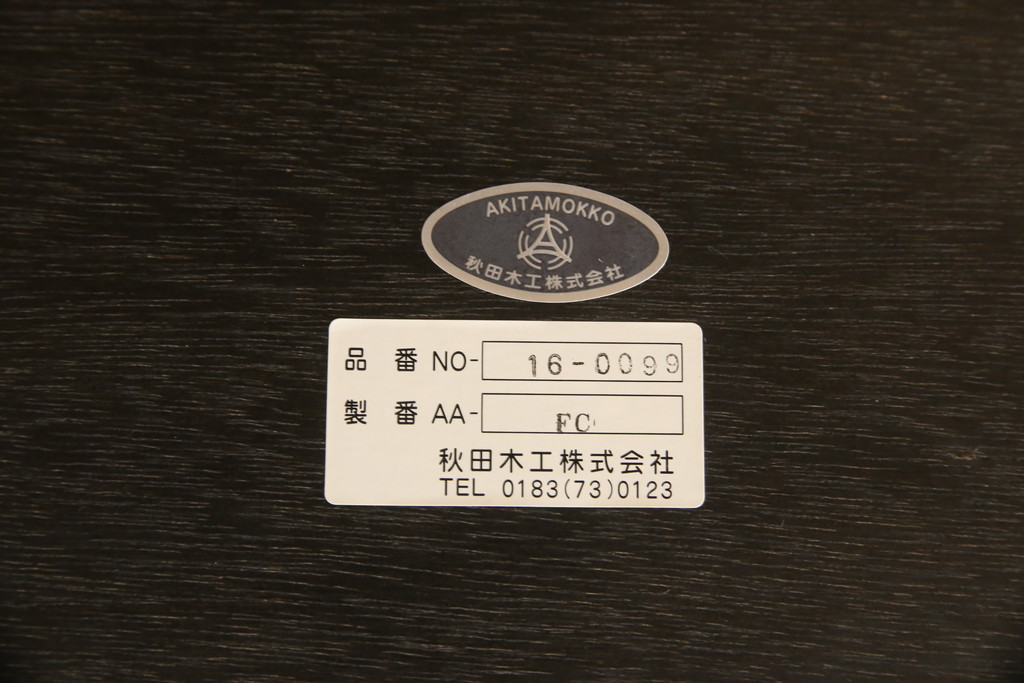 AKITAMOKKO
秋田木工株式会社
品 番 NO- 16-0099
製 番 AA- FC
秋田木工株式会社
TEL 0183(73)0123